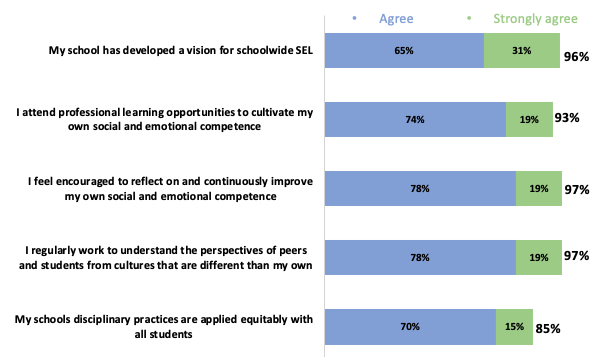 • Agree • Strongly agree
My school has developed a vision for schoolwide SEL 65% 31% 96%
I attend professional learning opportunities to cultivate my
own social and emotional competence 74% 19% 93%
I feel encouraged to reflect on and continuously improve
my own social and emotional competence 78% 19% 97%
I regularly work to understand the perspectives of peers
and students from cultures that are different than my own 78% 19% 97%
My schools disciplinary practices are applied equitably with
all students 70% 15% 85%